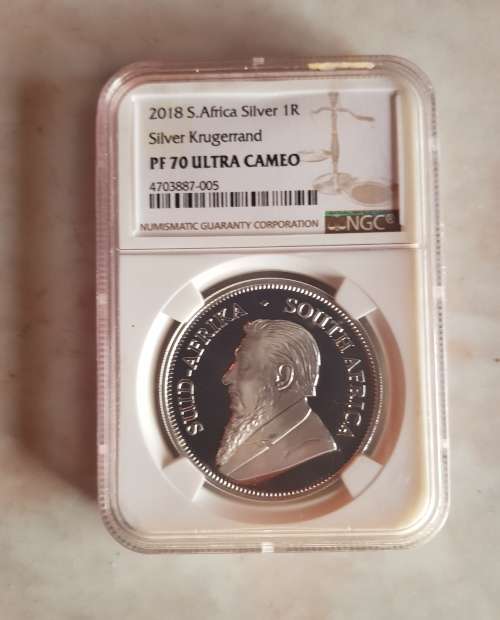 2018 S.Africa Silver 1R
Silver Krugerrand
PF 70 ULTRA CAMEO
4703887-005
NUMISMATIC GUARANTY CORPORATION
NGC®
SUID-AFRIKA · SOUTH AFRICA